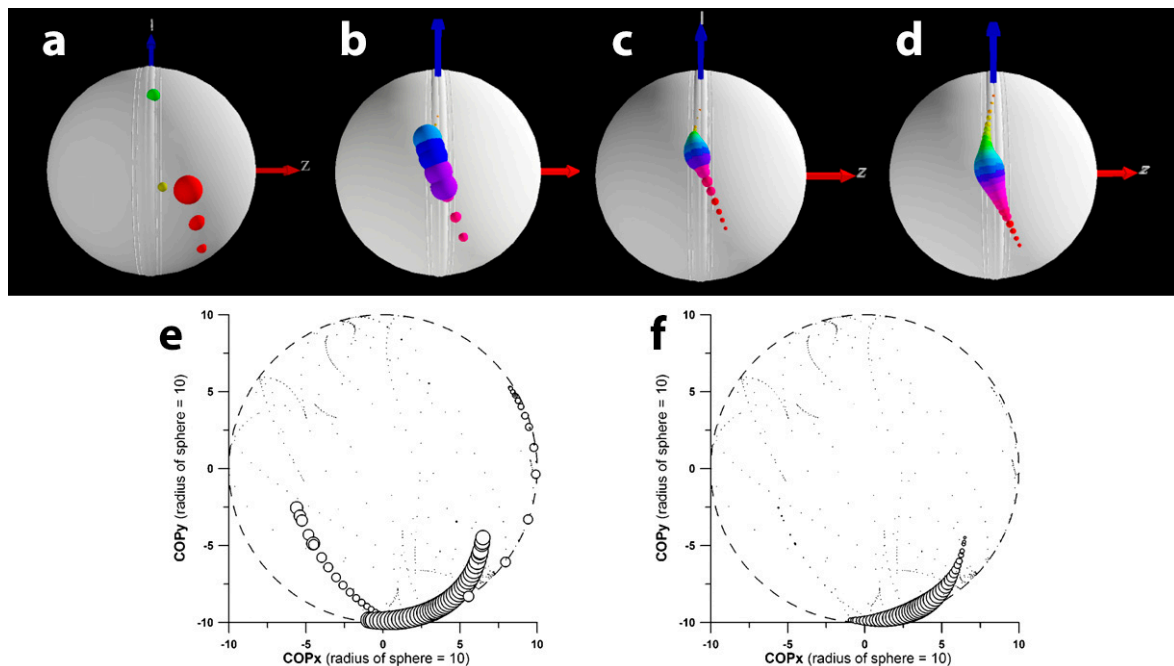 a
b
c
d
z
z
z
z
e
f
10
5
0
-5
-10
-10
-5
0
5
10
COPy (radius of sphere = 10)
COPx (radius of sphere = 10)
10
5
0
-5
-10
-10
-5
0
5
10
COPy (radius of sphere = 10)
COPx (radius of sphere = 10)